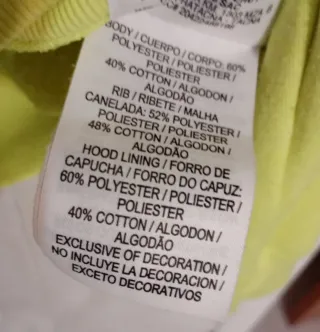 BODY / CUERPO / CORPO: 60%
POLYESTER / POLIESTER /
POLIESTER
40% COTTON / ALGODON /
ALGODÃO
RIB / RIBETE / MALHA
CANELADA: 52% POLYESTER /
POLIESTER / POLIESTER
48% COTTON / ALGODON /
ALGODÃO
HOOD LINING / FORRO DE
CAPUCHA / FORRO DO CAPUZ:
60% POLYESTER / POLIESTER /
POLIESTER
40% COTTON / ALGODON /
ALGODÃO
EXCLUSIVE OF DECORATION /
NO INCLUYE LA DECORACION /
EXCETO DECORATIVOS